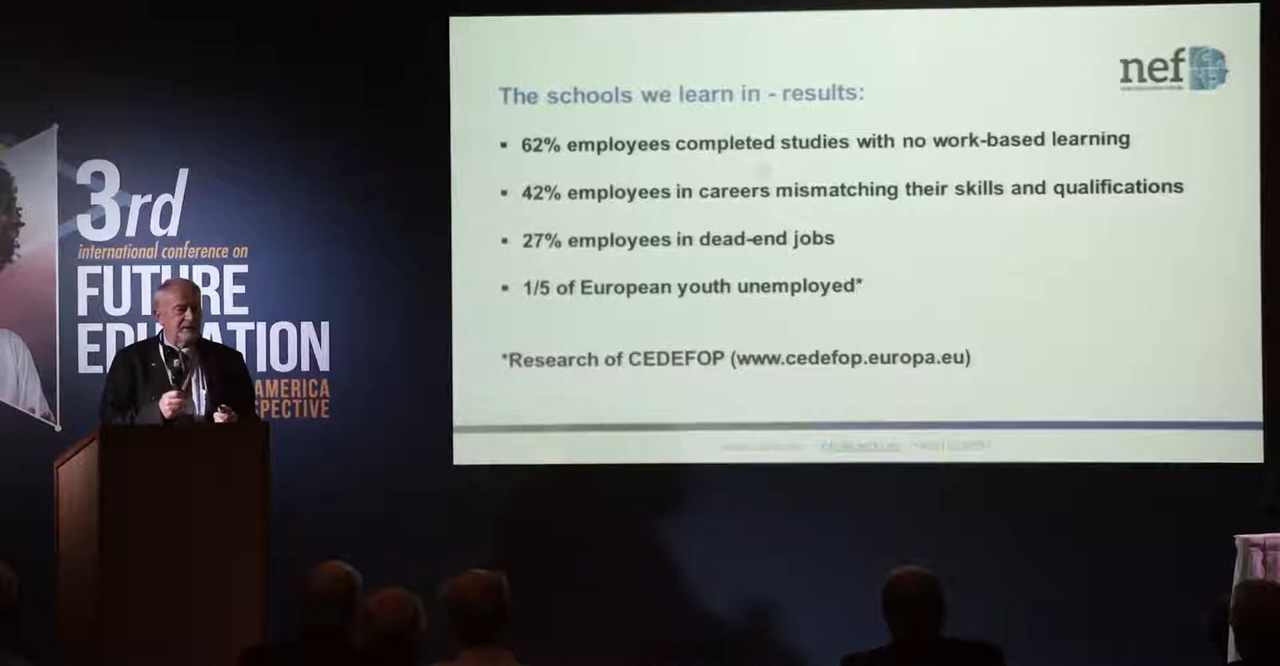 3rd
international conference on
FUTURE
EDUCATION
AMERICA
SPECTIVE
nef
The schools we learn in - results:
▪ 62% employees completed studies with no work-based learning
▪ 42% employees in careers mismatching their skills and qualifications
▪ 27% employees in dead-end jobs
▪ 1/5 of European youth unemployed*
*Research of CEDEFOP (www.cedefop.europa.eu)